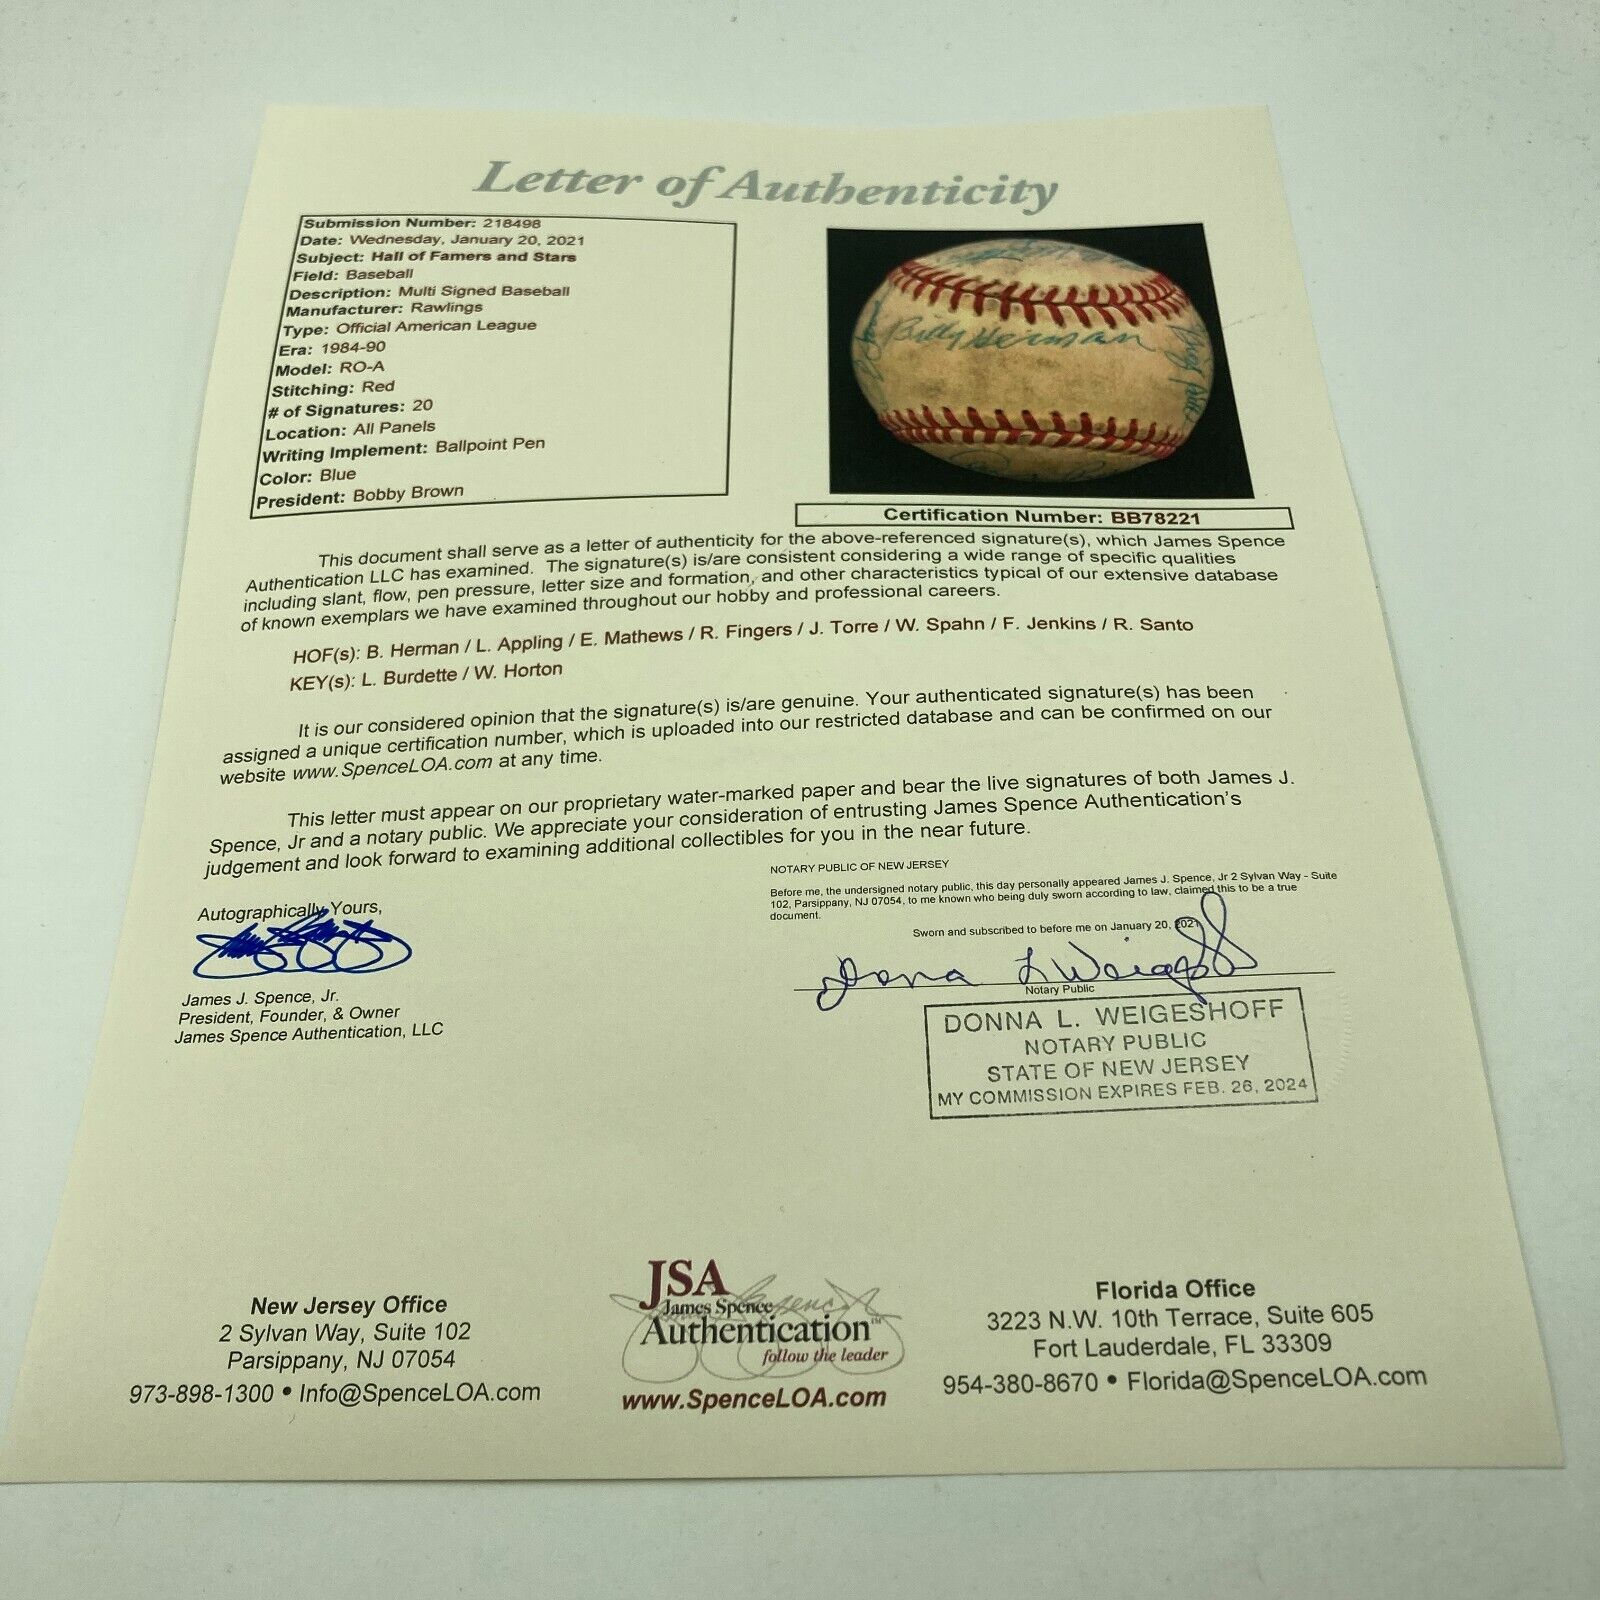 Letter of Authenticity
Submission Number: 218498
Date: Wednesday, January 20, 2021
Subject: Hall of Famers and Stars
Field: Baseball
Description: Multi Signed Baseball
Manufacturer: Rawlings
Type: Official American League
Era: 1984-90
Model: RO-A
Stitching: Red
# of Signatures: 20
Location: All Panels
Writing Implement: Ballpoint Pen
Color: Blue
President: Bobby Brown
Billy Herman
Certification Number: BB78221
This document shall serve as a letter of authenticity for the above-referenced signature(s), which James Spence
Authentication LLC has examined. The signature(s) is/are consistent considering a wide range of specific qualities
including slant, flow, pen pressure, letter size and formation, and other characteristics typical of our extensive database
of known exemplars we have examined throughout our hobby and professional careers.
HOF(s): B. Herman / L. Appling / E. Mathews / R. Fingers / J. Torre / W. Spahn / F. Jenkins / R. Santo
KEY(s): L. Burdette / W. Horton
It is our considered opinion that the signature(s) is/are genuine. Your authenticated signature(s) has been
assigned a unique certification number, which is uploaded into our restricted database and can be confirmed on our
website www.SpenceLOA.com at any time.
This letter must appear on our proprietary water-marked paper and bear the live signatures of both James J.
Spence, Jr and a notary public. We appreciate your consideration of entrusting James Spence Authentication's
judgement and look forward to examining additional collectibles for you in the near future.
NOTARY PUBLIC OF NEW JERSEY
Before me, the undersigned notary public, this day personally appeared James J. Spence, Jr 2 Sylvan Way - Suite
102, Parsippany, NJ 07054, to me known who being duly sworn according to law, claimed this to be a true
document.
Sworn and subscribed to before me on January 20, 2021
Autographically Yours,
James J. Spence, Jr.
President, Founder, & Owner
James Spence Authentication, LLC
Donna L Weigeshoff
Notary Public
DONNA L. WEIGESHOFF
NOTARY PUBLIC
STATE OF NEW JERSEY
MY COMMISSION EXPIRES FEB. 26, 2024
New Jersey Office
2 Sylvan Way, Suite 102
Parsippany, NJ 07054
973-898-1300 • Info@SpenceLOA.com
JSA
James Spence
Authentication™
follow the leader
www.SpenceLOA.com
Florida Office
3223 N.W. 10th Terrace, Suite 605
Fort Lauderdale, FL 33309
954-380-8670 • Florida@SpenceLOA.com